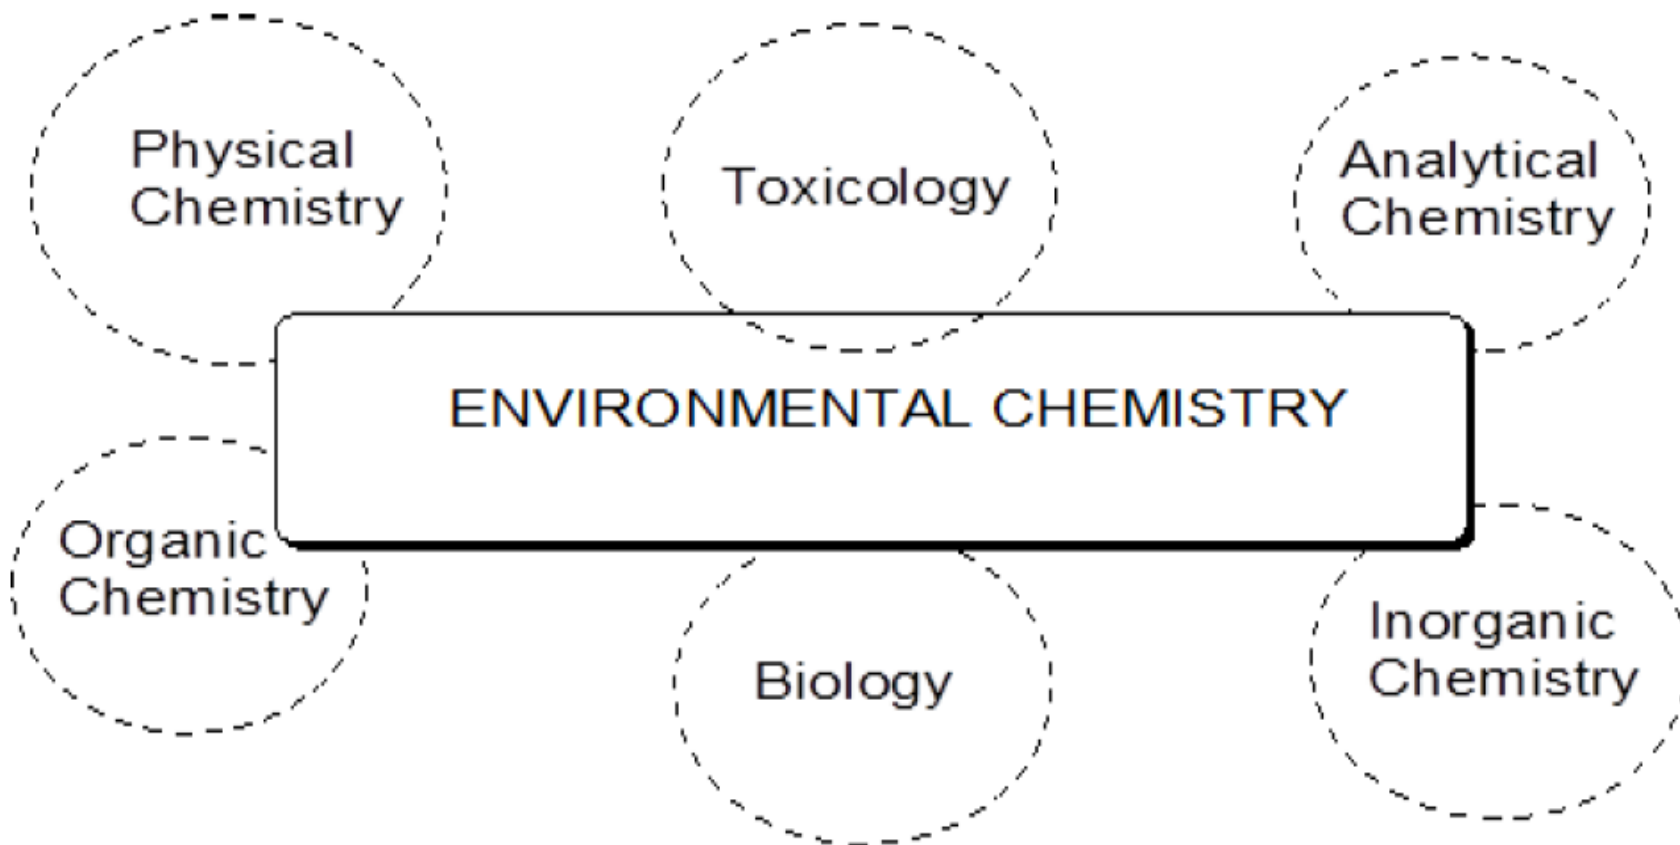 Physical
Chemistry
Toxicology
Analytical
Chemistry
ENVIRONMENTAL CHEMISTRY
Organic
Chemistry
Biology
Inorganic
Chemistry